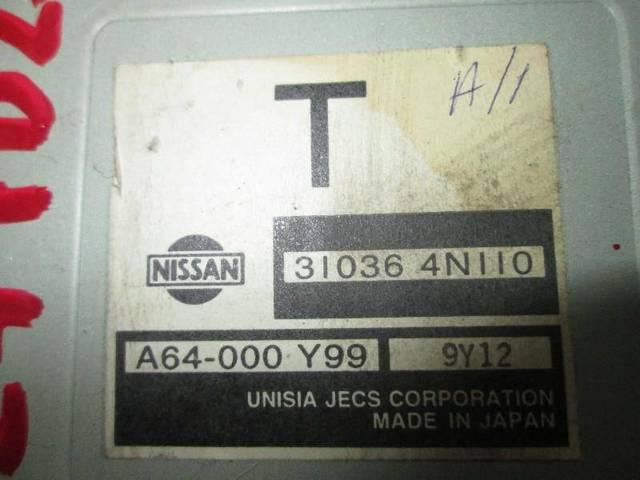 T
A/1
NISSAN
31036 4N110
A64-000 Y99 9Y12
UNISIA JECS CORPORATION
MADE IN JAPAN